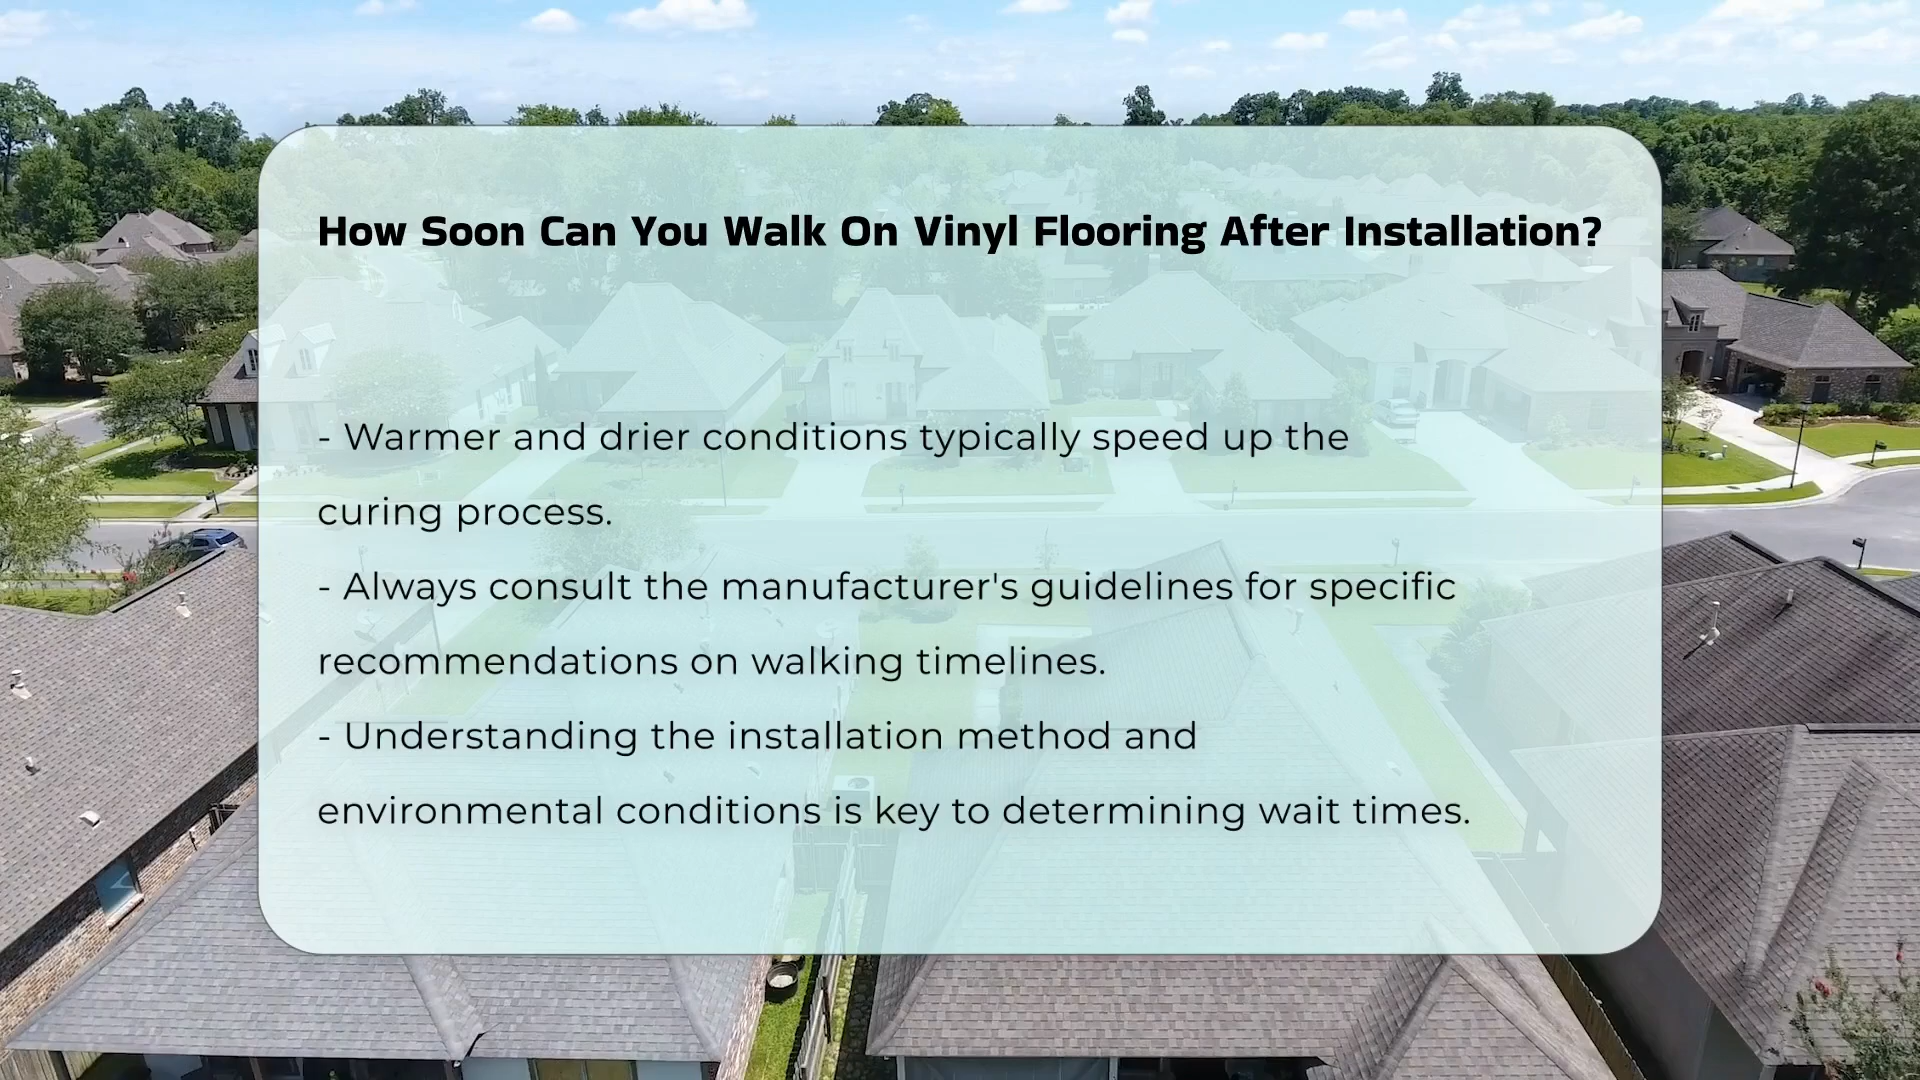 How Soon Can You Walk On Vinyl Flooring After Installation?
- Warmer and drier conditions typically speed up the
curing process.
- Always consult the manufacturer's guidelines for specific
recommendations on walking timelines.
- Understanding the installation method and
environmental conditions is key to determining wait times.